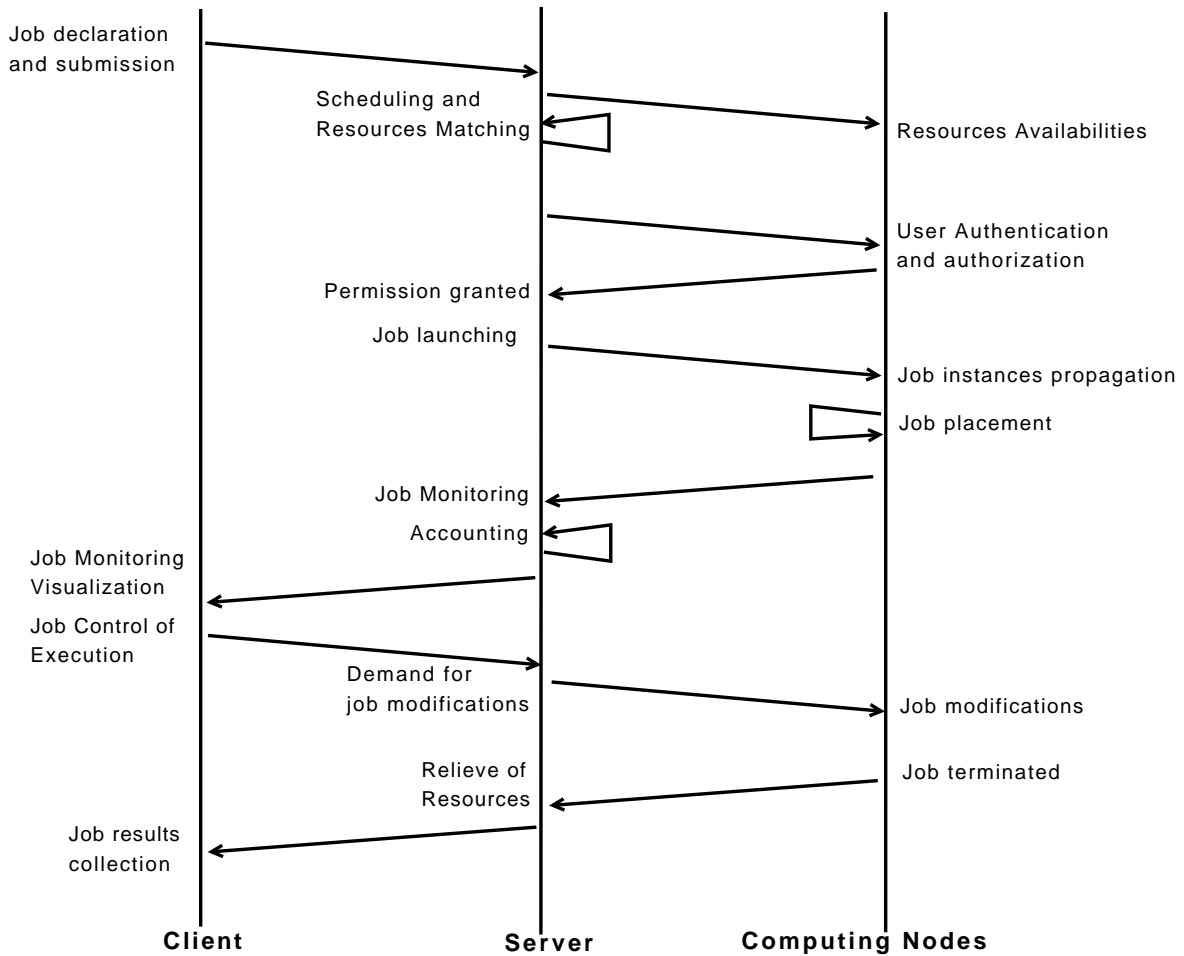 Job declaration
and submission
Scheduling and
Resources Matching
Resources Availabilities
User Authentication
and authorization
Permission granted
Job launching
Job instances propagation
Job placement
Job Monitoring
Accounting
Job Monitoring
Visualization
Job Control of
Execution
Demand for
job modifications
Job modifications
Relieve of
Resources
Job terminated
Job results
collection
Client
Server
Computing Nodes